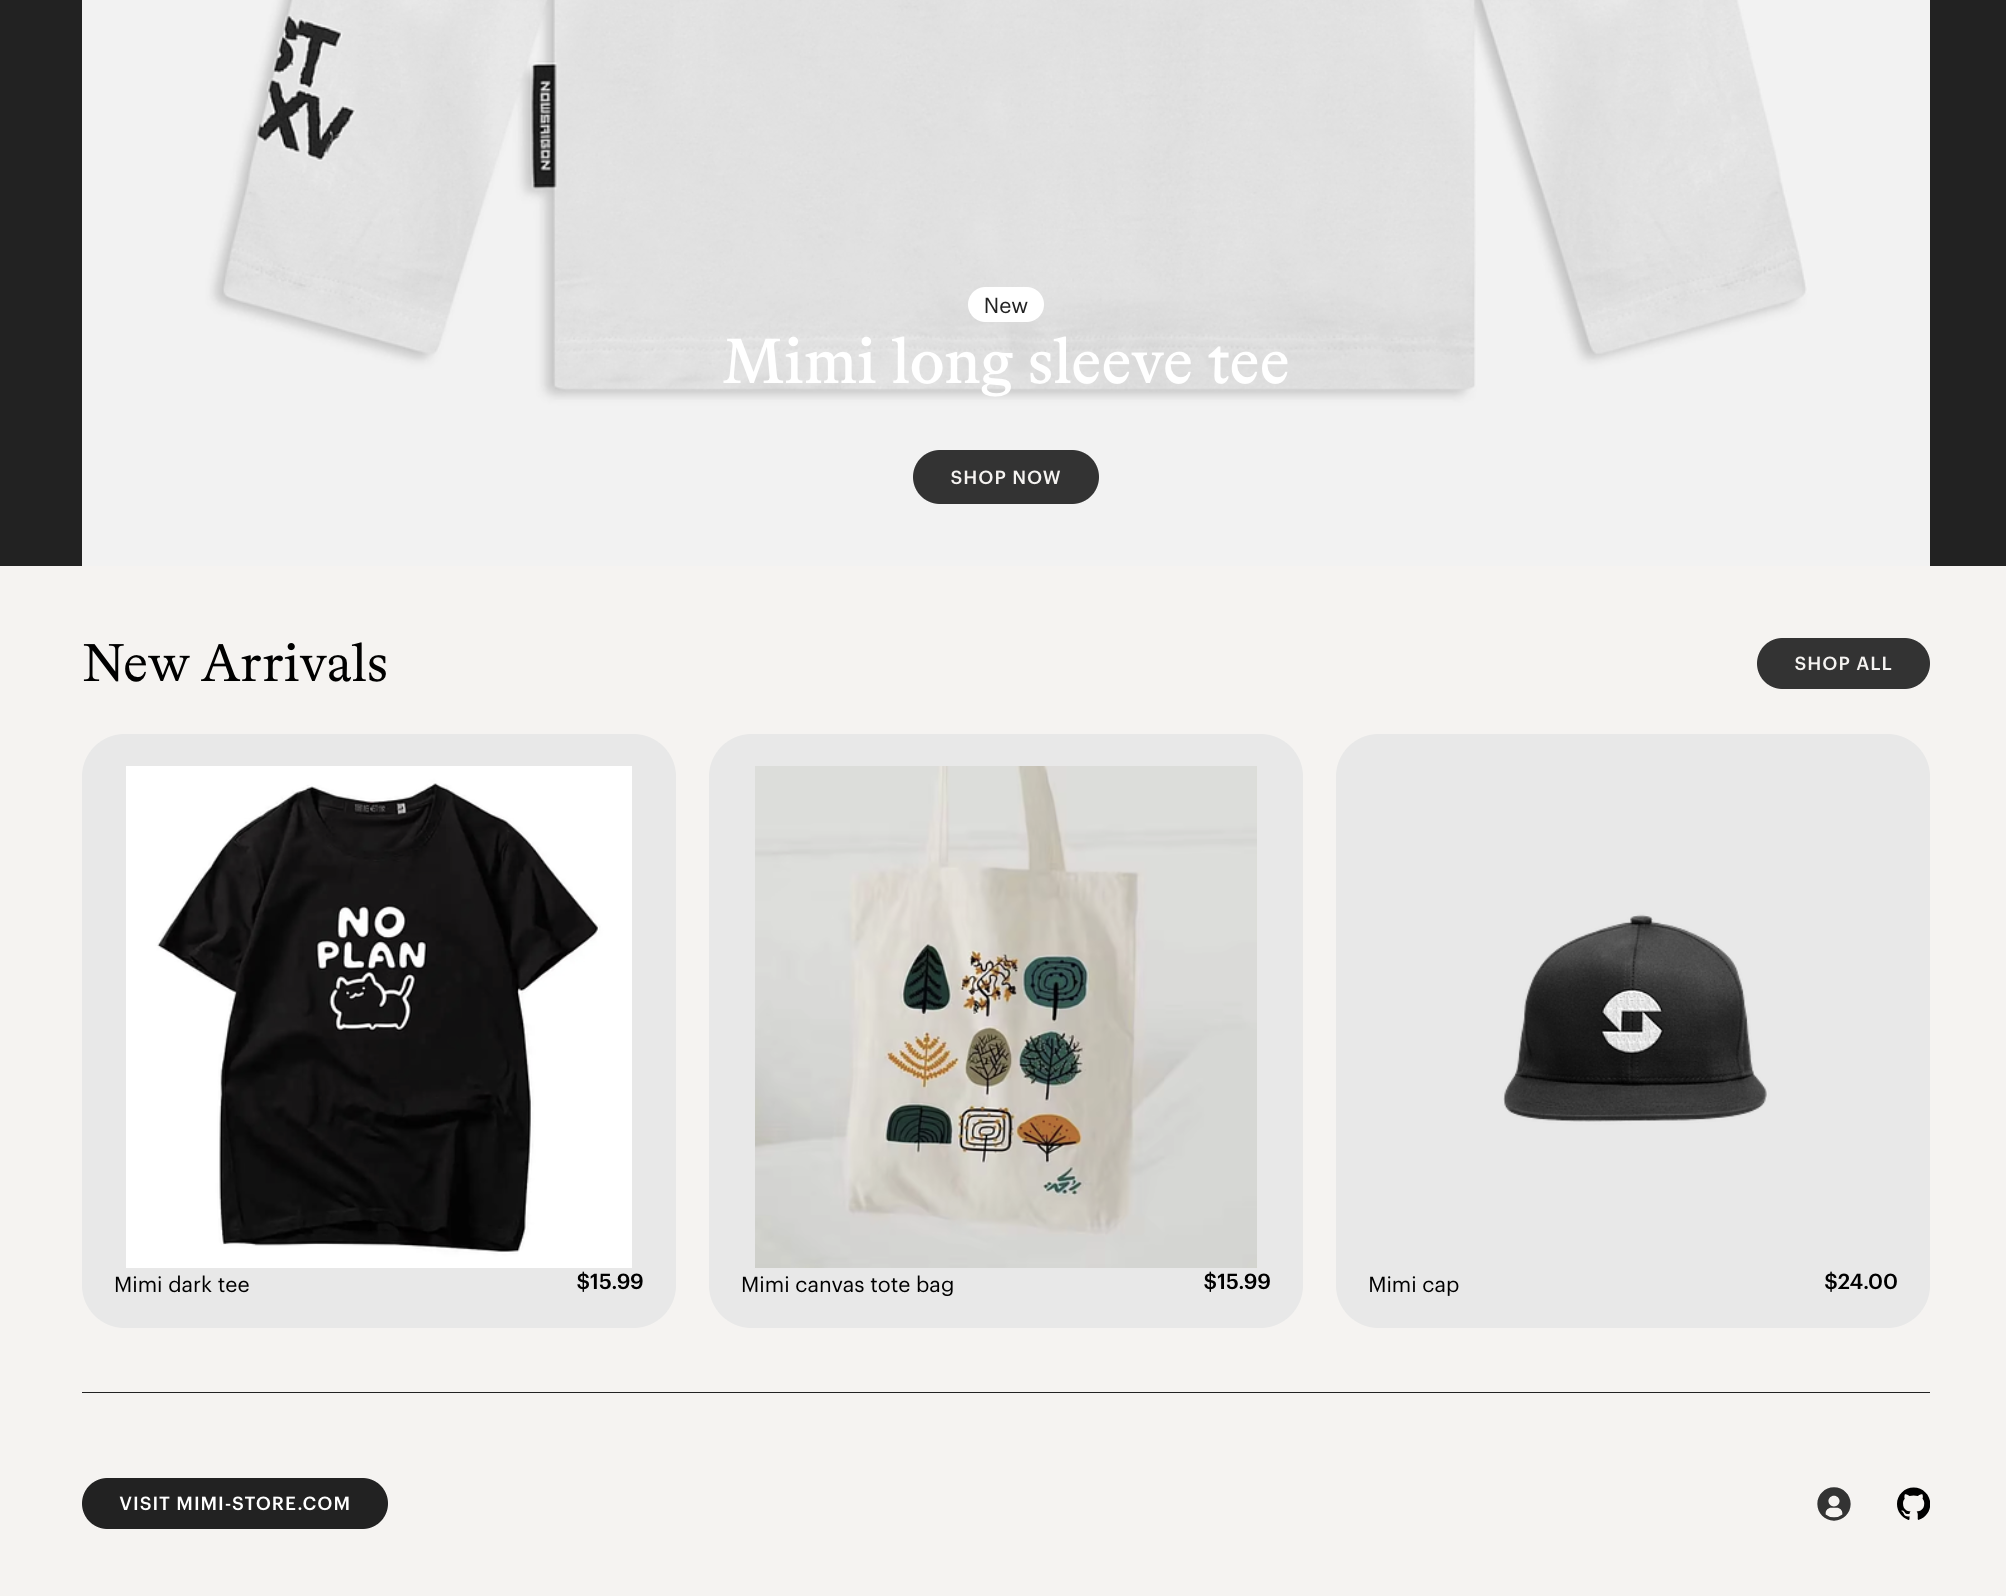 ST
XV
NOWSAIGON
New
Mimi long sleeve tee
SHOP NOW
New Arrivals
SHOP ALL
NO
PLAN
Mimi dark tee
$15.99
Mimi canvas tote bag
$15.99
Mimi cap
$24.00
VISIT MIMI-STORE.COM